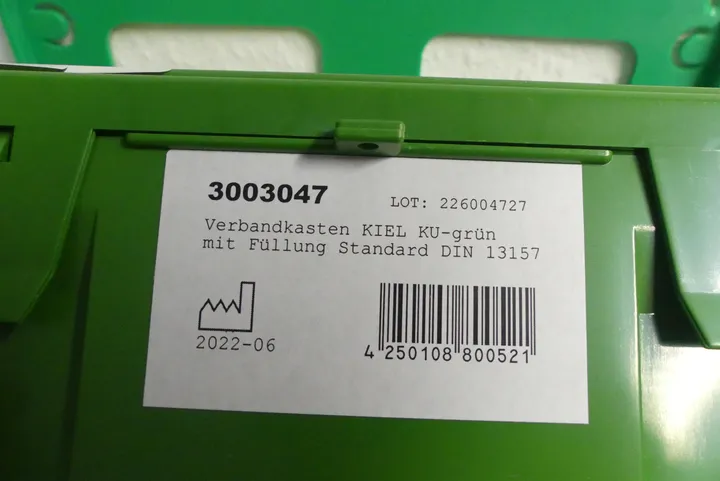 3003047 LOT: 226004727
Verbandkasten KIEL KU-grün
mit Füllung Standard DIN 13157
2022-06
4 250108 800521